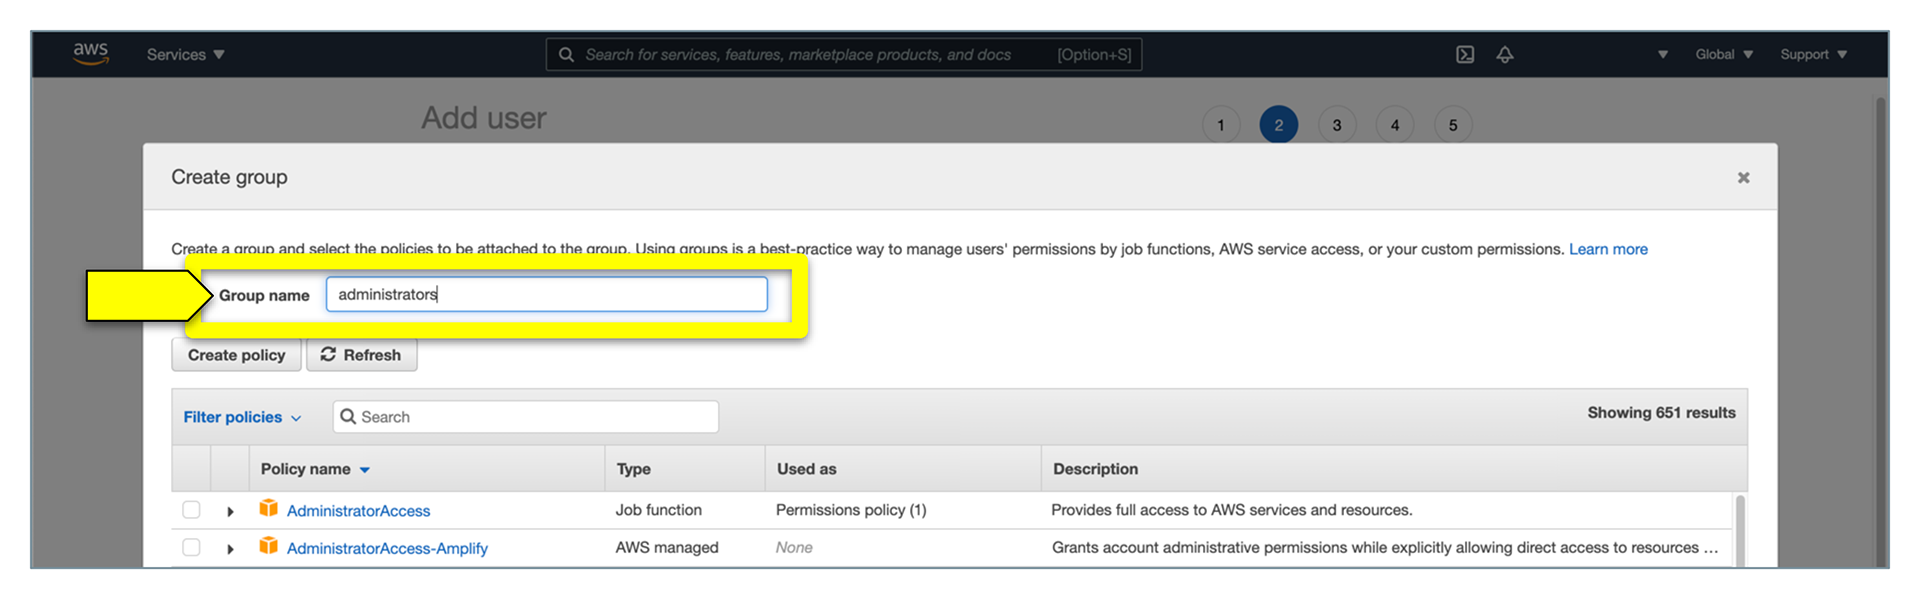 aws Services Search for services, features, marketplace products, and docs [Option+S] Global Support
Add user 1 2 3 4 5
Create group
Create a group and select the policies to be attached to the group. Using groups is a best-practice way to manage users' permissions by job functions, AWS service access, or your custom permissions. Learn more
Group name administrators
Create policy Refresh
Filter policies Search Showing 651 results
Policy name Type Used as Description
AdministratorAccess Job function Permissions policy (1) Provides full access to AWS services and resources.
AdministratorAccess-Amplify AWS managed None Grants account administrative permissions while explicitly allowing direct access to resources ...